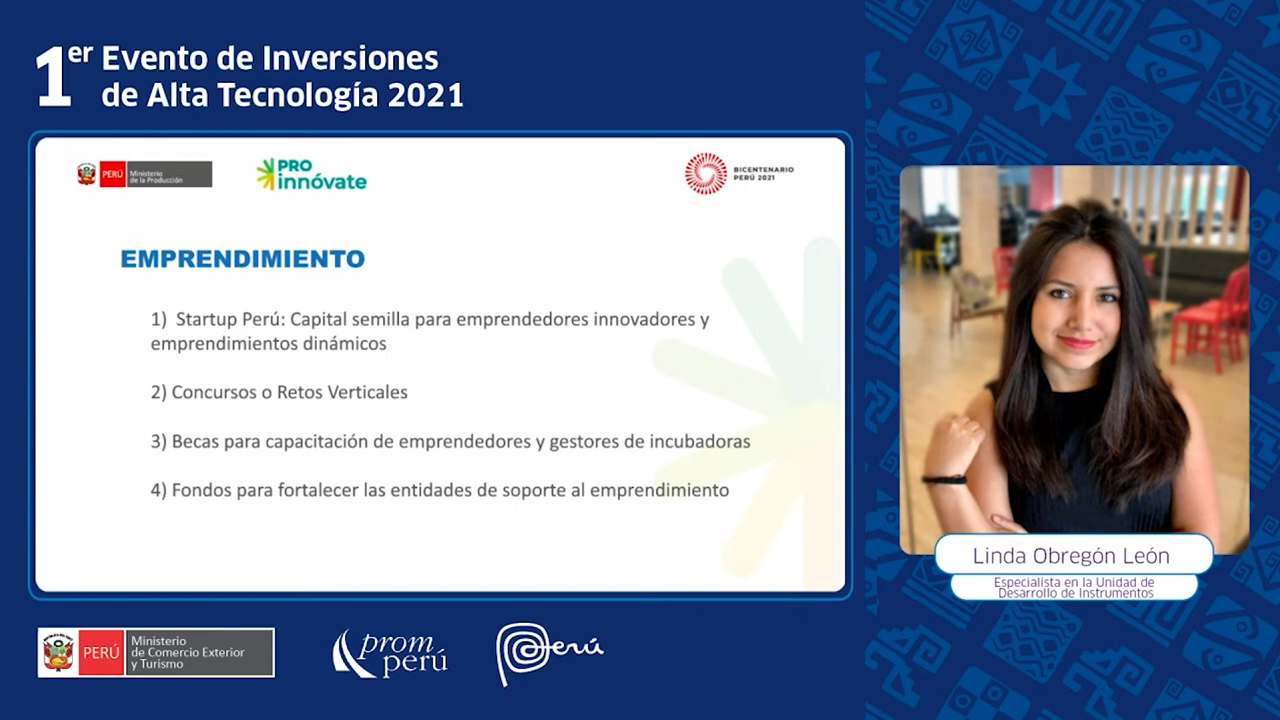 1er Evento de Inversiones
de Alta Tecnología 2021
PERÚ
Ministerio
de la Producción
PRO
innóvate
BICENTENARIO
PERÚ 2021
EMPRENDIMIENTO
1) Startup Perú: Capital semilla para emprendedores innovadores y
emprendimientos dinámicos
2) Concursos o Retos Verticales
3) Becas para capacitación de emprendedores y gestores de incubadoras
4) Fondos para fortalecer las entidades de soporte al emprendimiento
Linda Obregón León
Especialista en la Unidad de
Desarrollo de Instrumentos
PERÚ
Ministerio
de Comercio Exterior
y Turismo
prom
perú
Perú